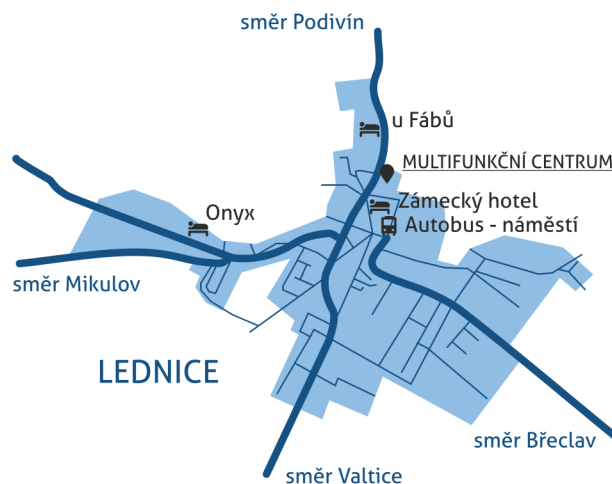 směr Podivín
u Fábů
MULTIFUNKČNÍ CENTRUM
Zámecký hotel
Onyx
Autobus - náměstí
směr Mikulov
LEDNICE
směr Břeclav
směr Valtice